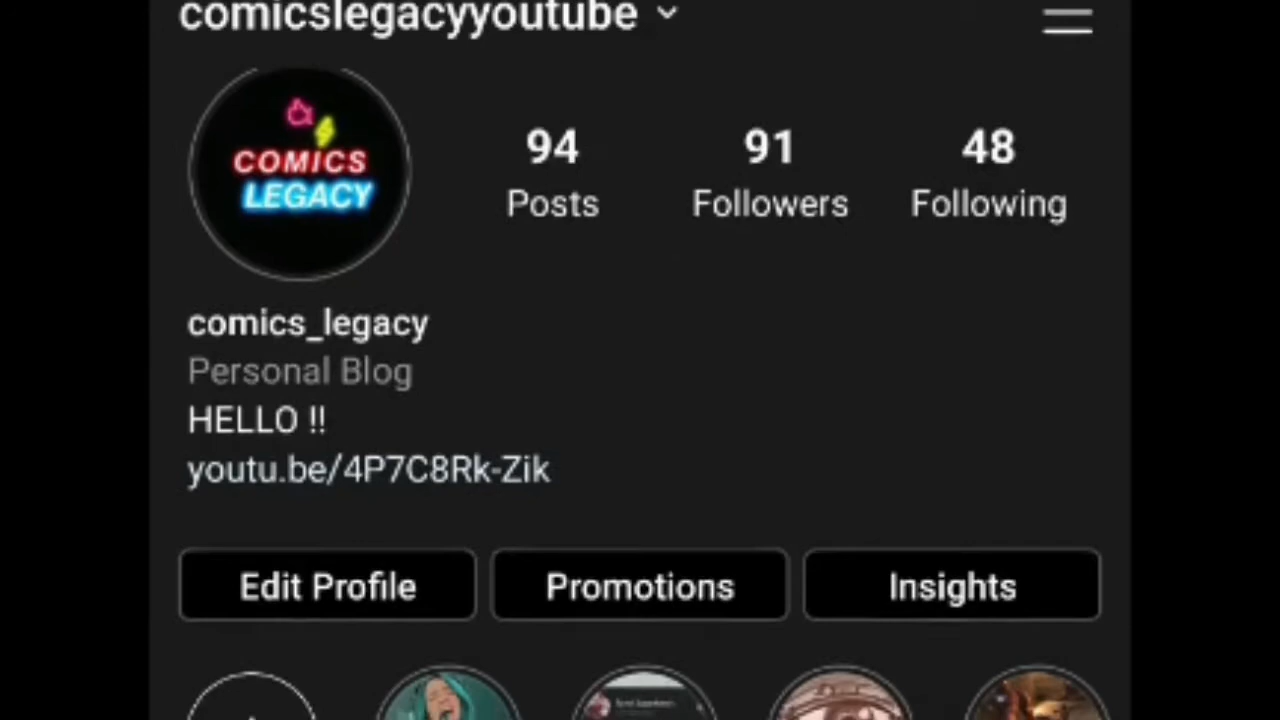 comicslegacyyoutube
COMICS
LEGACY
94 91 48
Posts Followers Following
comics_legacy
Personal Blog
HELLO !!
youtu.be/4P7C8Rk-Zik
Edit Profile Promotions Insights